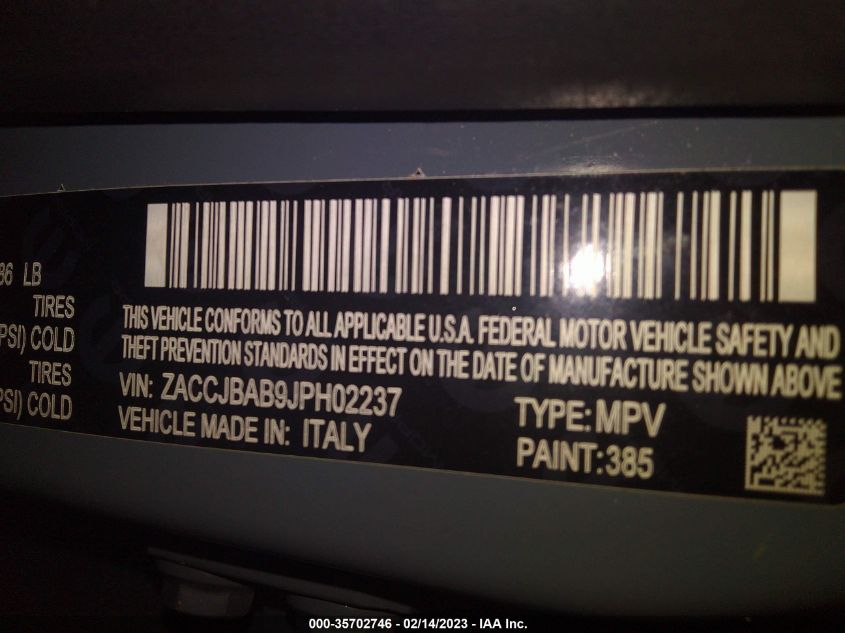 86 LB
TIRES
PSI) COLD
TIRES
PSI) COLD
THIS VEHICLE CONFORMS TO ALL APPLICABLE U.S.A. FEDERAL MOTOR VEHICLE SAFETY AND
THEFT PREVENTION STANDARDS IN EFFECT ON THE DATE OF MANUFACTURE SHOWN ABOVE
VIN: ZACCJBAB9JPH02237
TYPE: MPV
VEHICLE MADE IN: ITALY
PAINT: 385
000-35702746 - 02/14/2023 - IAA Inc.